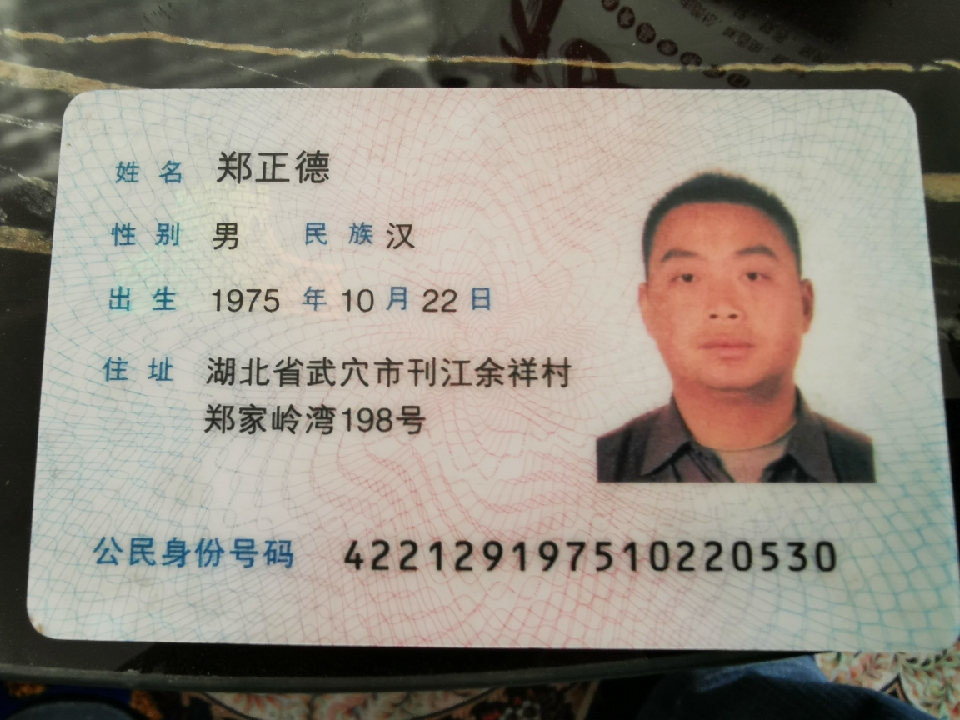 姓名 郑正德
性别 男 民族 汉
出生 1975 年 10 月 22 日
住址 湖北省武穴市刊江余祥村
郑家岭湾198号
公民身份号码 422129197510220530